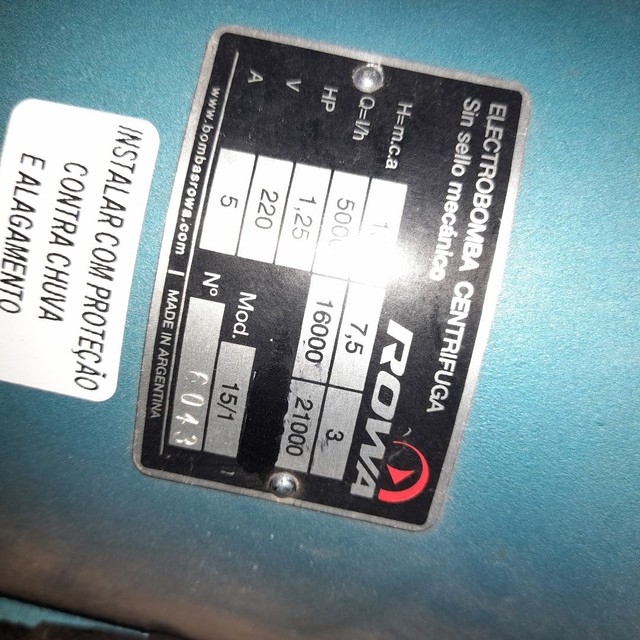 ELECTROBOMBA CENTRIFUGA
Sin sello mecánico
ROWA
H=m.c.a 7,5 3
Q=l/h 16000 21000
HP 1,25
V 220 Mod. 15/1
A 5 Nº
www.bombasrowa.com MADE IN ARGENTINA
INSTALAR COM PROTEÇÃO
CONTRA CHUVA
E ALAGAMENTO